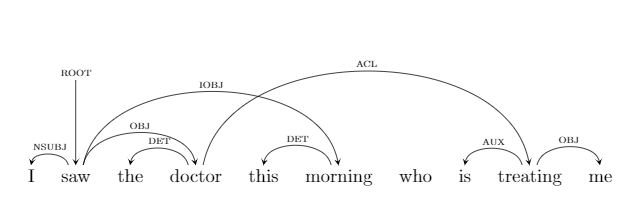 ACL
ROOT
IOBJ
OBJ
NSUBJ DET DET AUX OBJ
I saw the doctor this morning who is treating me